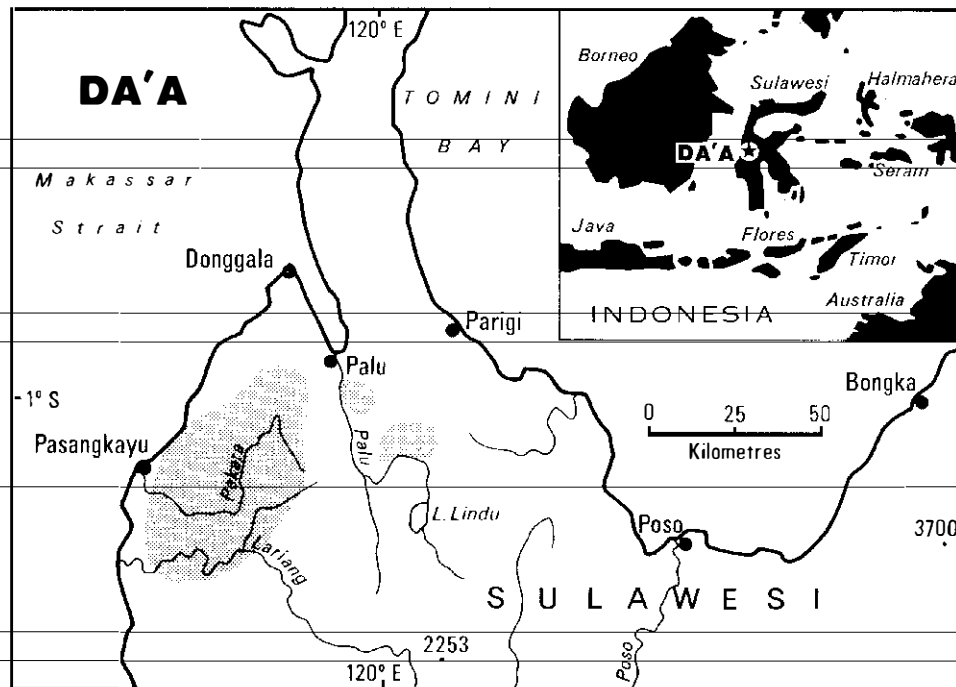 120° E
DA'A
TOMINI
BAY
Makassar
Strait
Donggala
Parigi
Palu
1° S
Pasangkayu
Pakara
Palu
L. Lindu
Lariang
Poso
Poso
Bongka
3700
SULAWESI
2253
120° E
0 25 50
Kilometres
Borneo
Sulawesi
Halmahera
DA'A
Seram
Java
Flores
Timor
Australia
INDONESIA